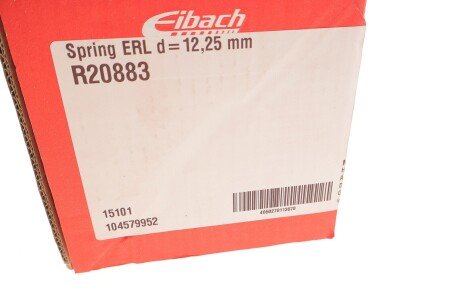 Eibach
Spring ERL d=12,25 mm
R20883
15101
104579952